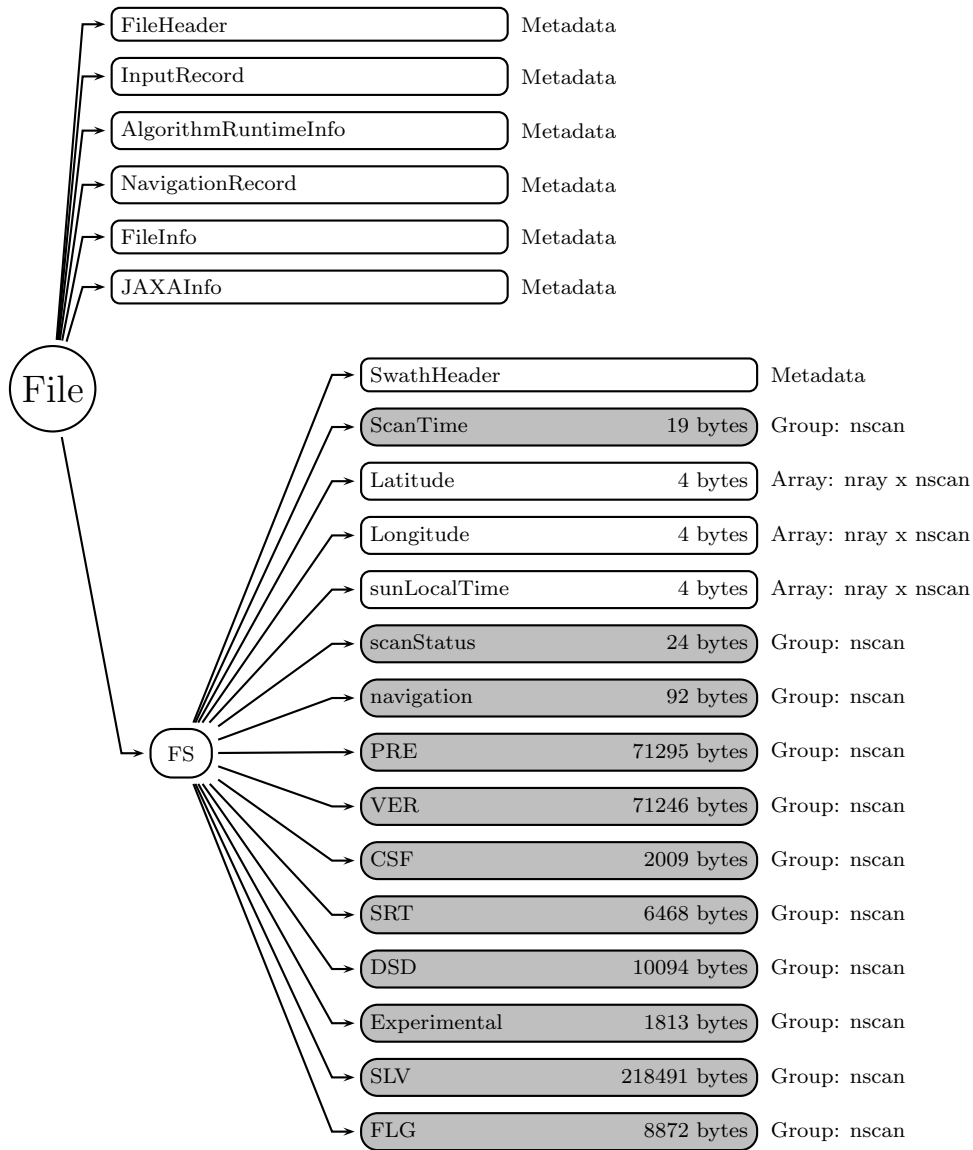 FileHeader Metadata
InputRecord Metadata
AlgorithmRuntimeInfo Metadata
NavigationRecord Metadata
FileInfo Metadata
JAXAInfo Metadata
File
SwathHeader Metadata
ScanTime 19 bytes Group: nscan
Latitude 4 bytes Array: nray x nscan
Longitude 4 bytes Array: nray x nscan
sunLocalTime 4 bytes Array: nray x nscan
scanStatus 24 bytes Group: nscan
navigation 92 bytes Group: nscan
FS
PRE 71295 bytes Group: nscan
VER 71246 bytes Group: nscan
CSF 2009 bytes Group: nscan
SRT 6468 bytes Group: nscan
DSD 10094 bytes Group: nscan
Experimental 1813 bytes Group: nscan
SLV 218491 bytes Group: nscan
FLG 8872 bytes Group: nscan